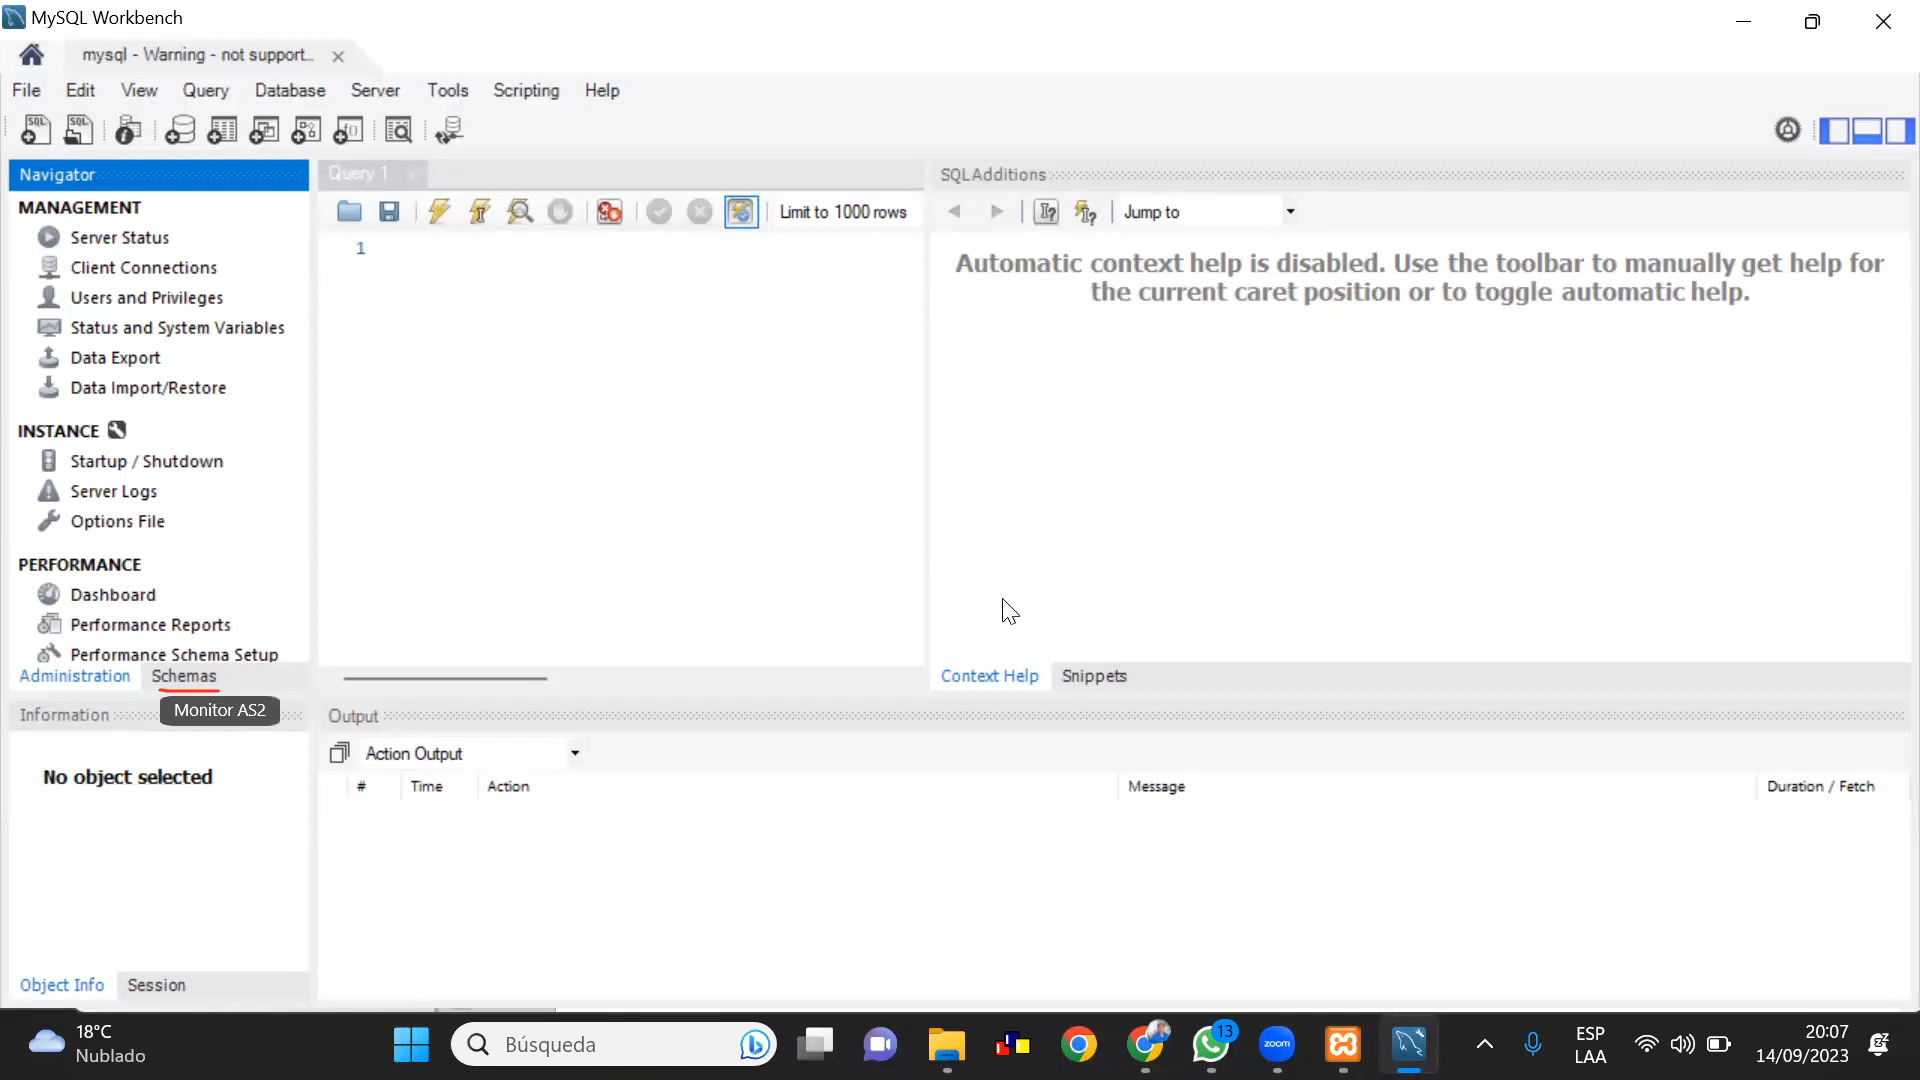 MySQL Workbench
mysql - Warning - not support...
File Edit View Query Database Server Tools Scripting Help
SQL SQL
Navigator
MANAGEMENT
Server Status
Client Connections
Users and Privileges
Status and System Variables
Data Export
Data Import/Restore
INSTANCE
Startup / Shutdown
Server Logs
Options File
PERFORMANCE
Dashboard
Performance Reports
Performance Schema Setup
Administration Schemas
Monitor AS2
Information
No object selected
Object Info Session
Query 1
Limit to 1000 rows
1
SQLAdditions
Jump to
Automatic context help is disabled. Use the toolbar to manually get help for
the current caret position or to toggle automatic help.
Context Help Snippets
Output
Action Output
# Time Action Message Duration / Fetch
18°C
Nublado
Búsqueda
13
zoom
ESP
LAA
20:07
14/09/2023